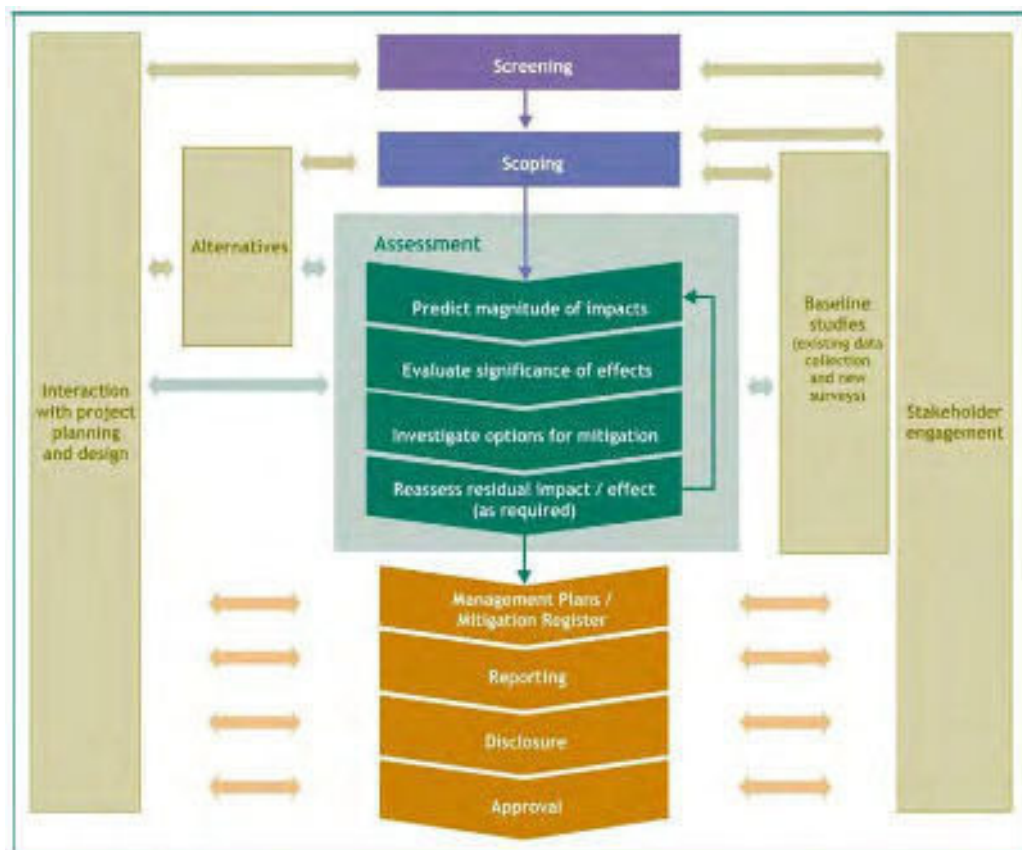 Screening
Scoping
Alternatives
Assessment
Predict magnitude of impacts
Evaluate significance of effects
Investigate options for mitigation
Reassess residual impact / effect
(as required)
Baseline
studies
(existing data
collection
and new
surveys)
Interaction
with project
planning
and design
Stakeholder
engagement
Management Plans /
Mitigation Register
Reporting
Disclosure
Approval